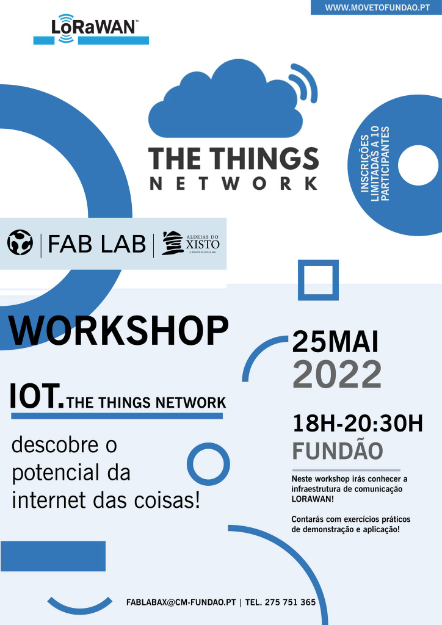 WWW.MOVETOFUNDAO.PT
LoRaWAN™
THE THINGS
NETWORK
INSCRIÇÕES
LIMITADAS A 10
PARTICIPANTES
FAB LAB
ALDEIAS DO
XISTO
WORKSHOP
IOT.THE THINGS NETWORK
descobre o
potencial da
internet das coisas!
25MAI
2022
18H-20:30H
FUNDÃO
Neste workshop irás conhecer a
infraestrutura de comunicação
LORAWAN!
Contarás com exercícios práticos
de demonstração e aplicação!
FABLABAX@CM-FUNDAO.PT | TEL. 275 751 365